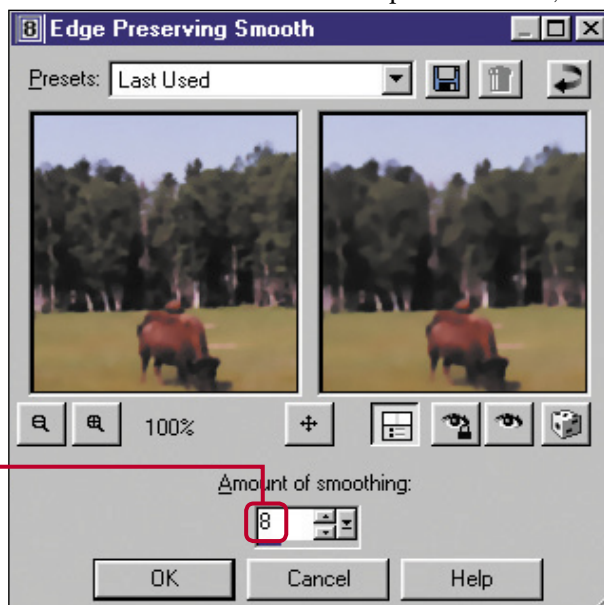 8 Edge Preserving Smooth
Presets: Last Used
100%
Amount of smoothing:
8
OK Cancel Help